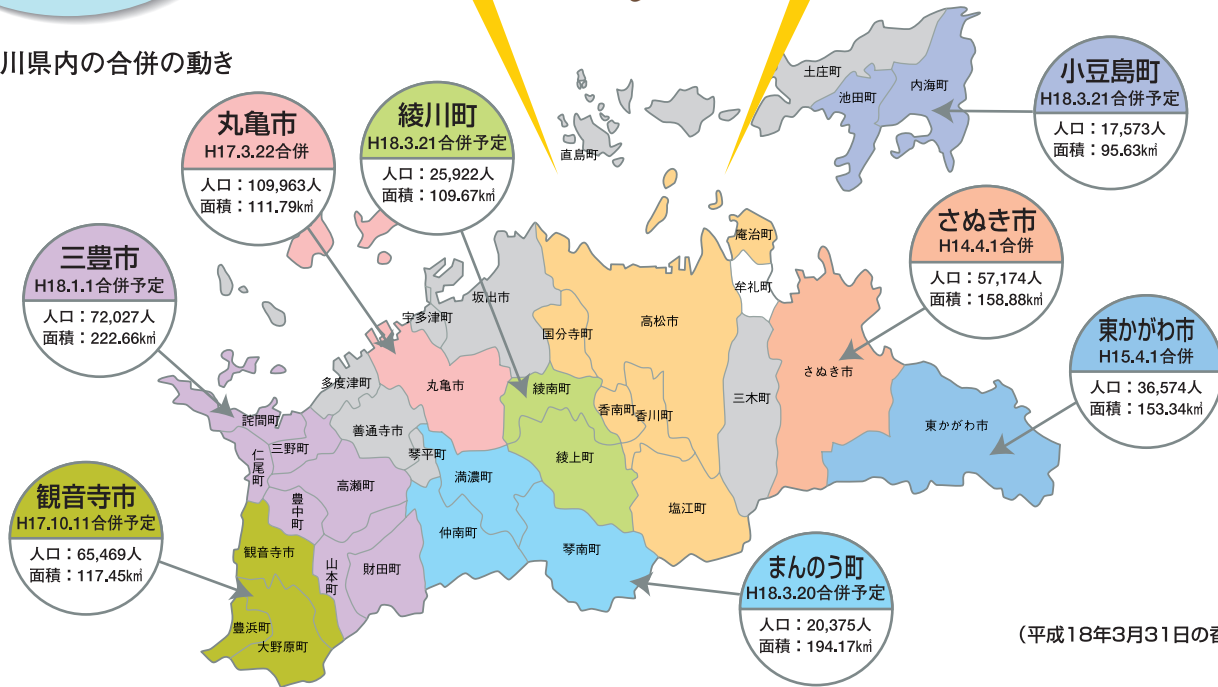 川県内の合併の動き
丸亀市
H17.3.22合併
人口：109,963人
面積：111.79k㎡
綾川町
H18.3.21合併予定
人口：25,922人
面積：109.67k㎡
小豆島町
H18.3.21合併予定
人口：17,573人
面積：95.63k㎡
三豊市
H18.1.1合併予定
人口：72,027人
面積：222.66k㎡
さぬき市
H14.4.1合併
人口：57,174人
面積：158.88k㎡
東かがわ市
H15.4.1合併
人口：36,574人
面積：153.34k㎡
観音寺市
H17.10.11合併予定
人口：65,469人
面積：117.45k㎡
まんのう町
H18.3.20合併予定
人口：20,375人
面積：194.17k㎡
土庄町
池田町
内海町
直島町
庵治町
牟礼町
坂出市
宇多津町
国分寺町
高松市
多度津町
丸亀市
綾南町
香南町
香川町
三木町
さぬき市
東かがわ市
詫間町
三野町
仁尾町
善通寺市
琴平町
満濃町
綾上町
高瀬町
豊中町
仲南町
琴南町
塩江町
観音寺市
山本町
財田町
豊浜町
大野原町
（平成18年3月31日の香